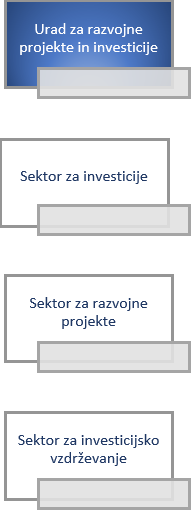 Urad za razvojne
projekte in investicije
Sektor za investicije
Sektor za razvojne
projekte
Sektor za investicijsko
vzdrževanje